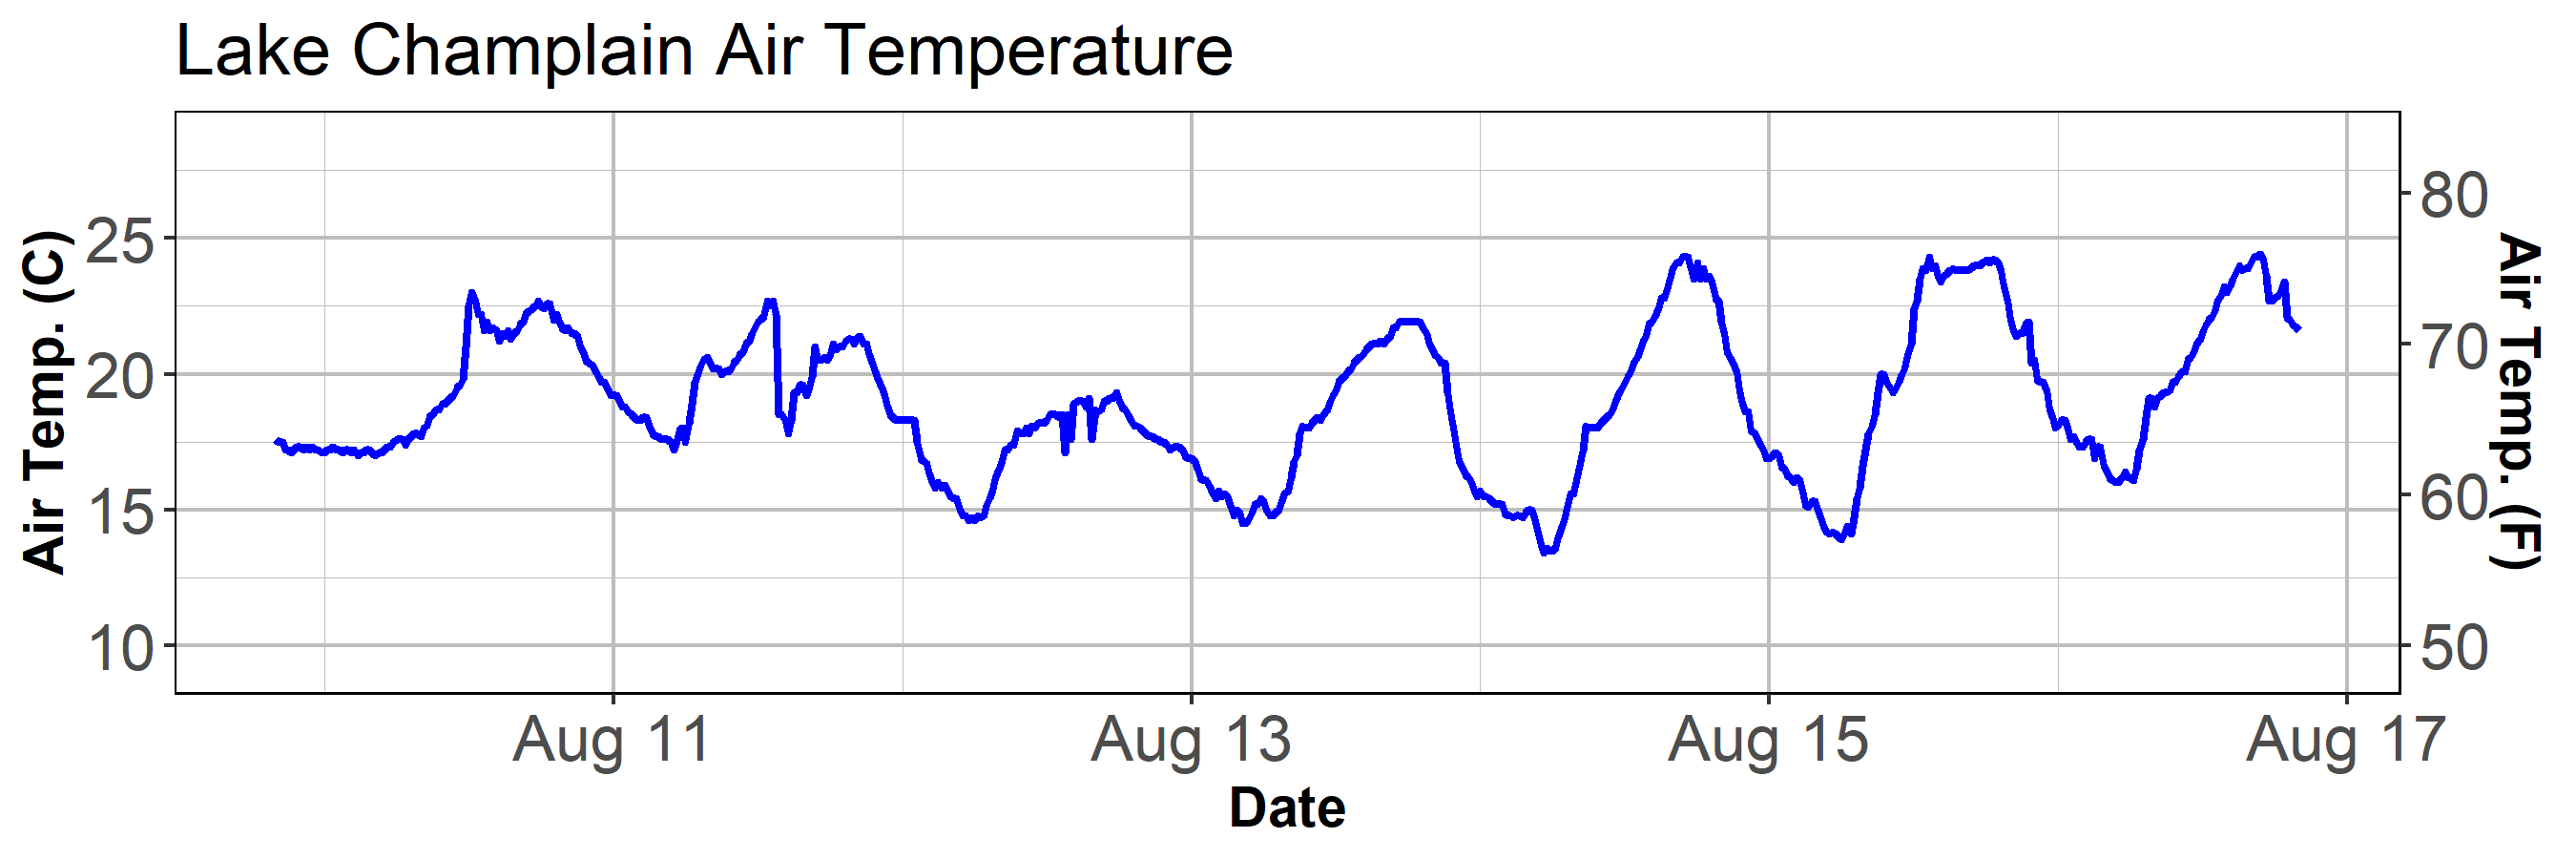 Lake Champlain Air Temperature
Air Temp. (C)
25
20
15
10
80
70
60
50
Air Temp. (F)
Aug 11 Aug 13 Aug 15 Aug 17
Date